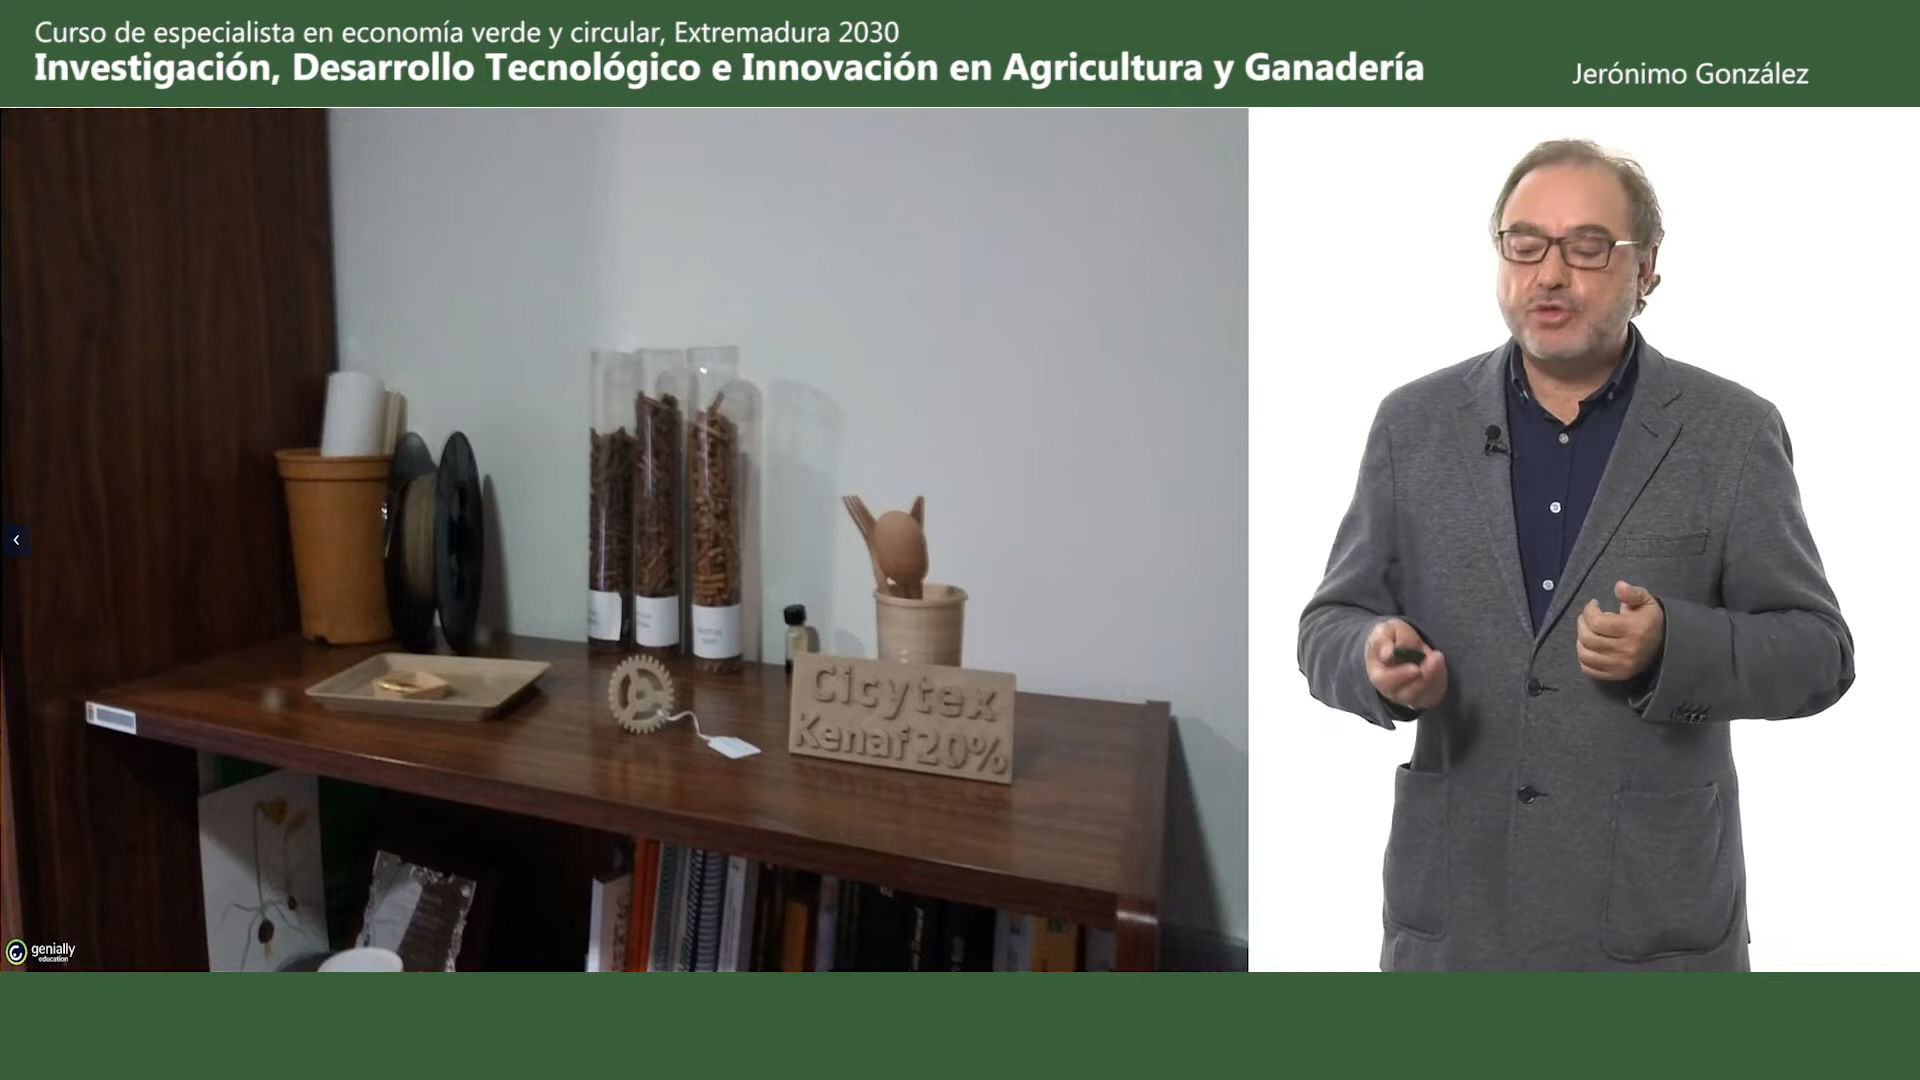 Curso de especialista en economía verde y circular, Extremadura 2030
Investigación, Desarrollo Tecnológico e Innovación en Agricultura y Ganadería
Jerónimo González
Cicytex
Kenaf 20%
genially
education